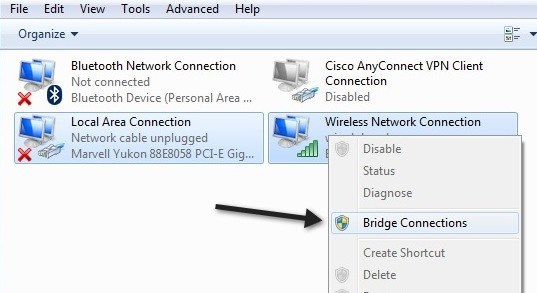 File Edit View Tools Advanced Help
Organize
Bluetooth Network Connection
Not connected
Bluetooth Device (Personal Area ...
Cisco AnyConnect VPN Client
Connection
Disabled
Local Area Connection
Network cable unplugged
Marvell Yukon 88E8058 PCI-E Gig...
Wireless Network Connection
Disable
Status
Diagnose
Bridge Connections
Create Shortcut
Delete